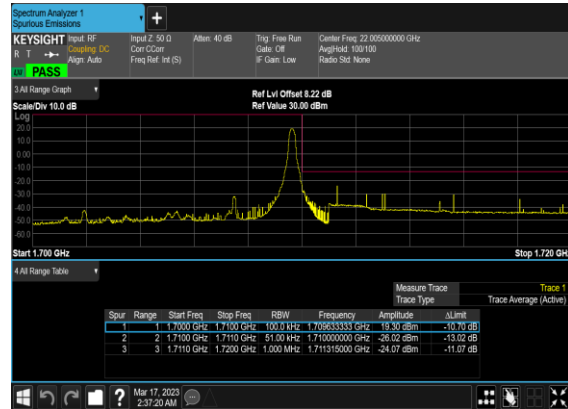 Spectrum Analyzer 1
Spurious Emissions
KEYSIGHT Input: RF Input Z: 50 Ω Atten: 40 dB Trig: Free Run Center Freq: 22.005000000 GHz
R T Coupling: DC Corr CCorr Gate: Off Avg|Hold: 100/100
Align: Auto Freq Ref: Int (S) IF Gain: Low Radio Std: None
LW PASS
3 All Range Graph
Ref Lvl Offset 8.22 dB
Scale/Div 10.0 dB Ref Value 30.00 dBm
Log
20.0
10.0
0.00
-10.0
-20.0
-30.0
-40.0
-50.0
-60.0
Start 1.700 GHz Stop 1.720 GHz
4 All Range Table
Measure Trace Trace 1
Trace Type Trace Average (Active)
Spur Range Start Freq Stop Freq RBW Frequency Amplitude ΔLimit
1 1 1.7000 GHz 1.7100 GHz 100.0 kHz 1.709633333 GHz 19.30 dBm -10.70 dB
2 2 1.7100 GHz 1.7110 GHz 51.00 kHz 1.710000000 GHz -26.02 dBm -13.02 dB
3 3 1.7110 GHz 1.7200 GHz 1.000 MHz 1.711315000 GHz -24.07 dBm -11.07 dB
Mar 17, 2023
2:37:20 AM